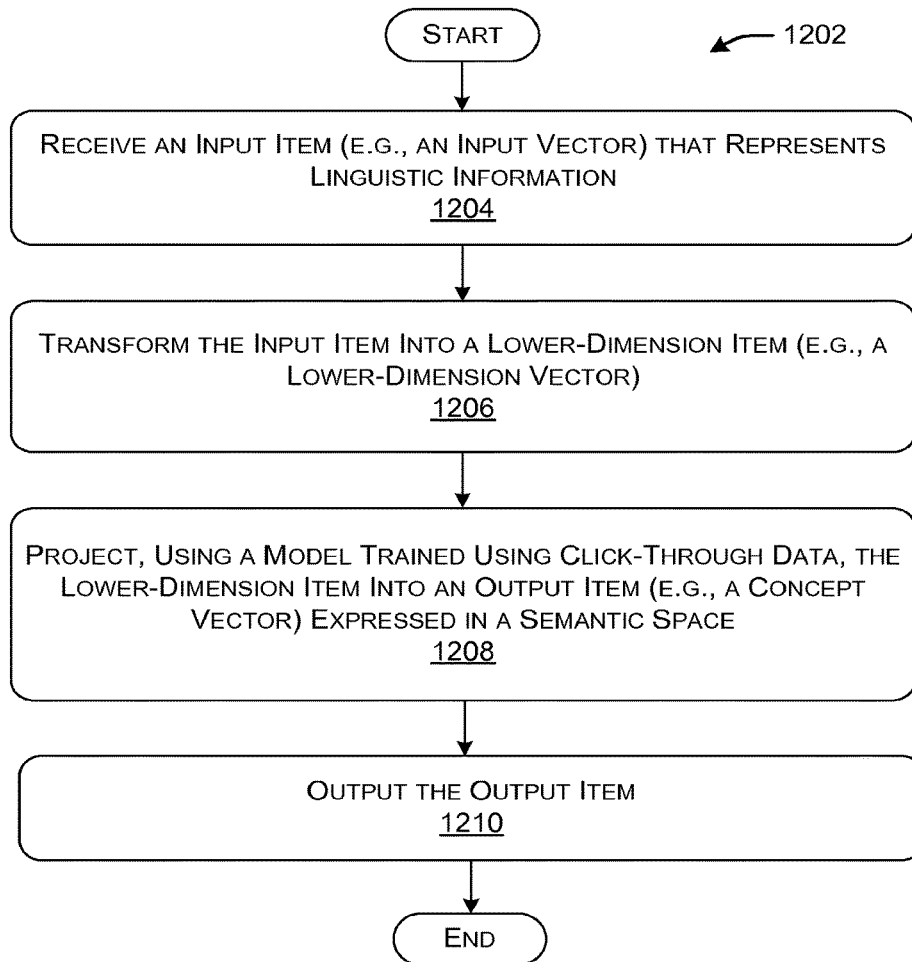 START
1202
RECEIVE AN INPUT ITEM (E.G., AN INPUT VECTOR) THAT REPRESENTS
LINGUISTIC INFORMATION
1204
TRANSFORM THE INPUT ITEM INTO A LOWER-DIMENSION ITEM (E.G., A
LOWER-DIMENSION VECTOR)
1206
PROJECT, USING A MODEL TRAINED USING CLICK-THROUGH DATA, THE
LOWER-DIMENSION ITEM INTO AN OUTPUT ITEM (E.G., A CONCEPT
VECTOR) EXPRESSED IN A SEMANTIC SPACE
1208
OUTPUT THE OUTPUT ITEM
1210
END